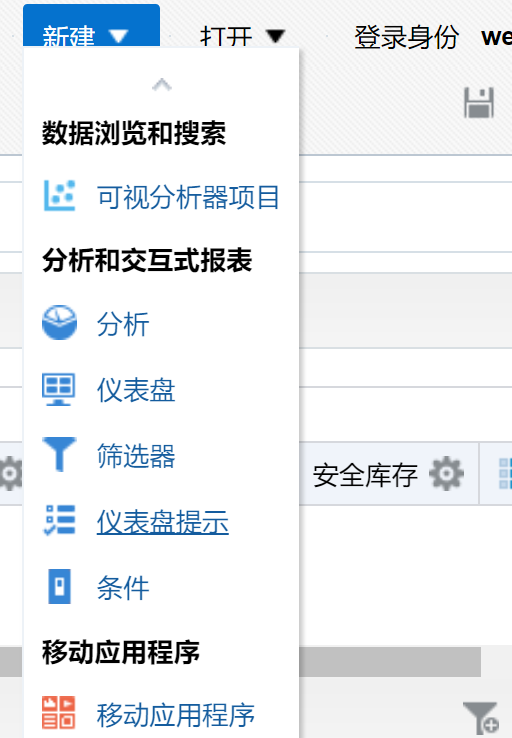 新建 打开 登录身份 we
数据浏览和搜索
可视分析器项目
分析和交互式报表
分析
仪表盘
筛选器
安全库存
仪表盘提示
条件
移动应用程序
移动应用程序